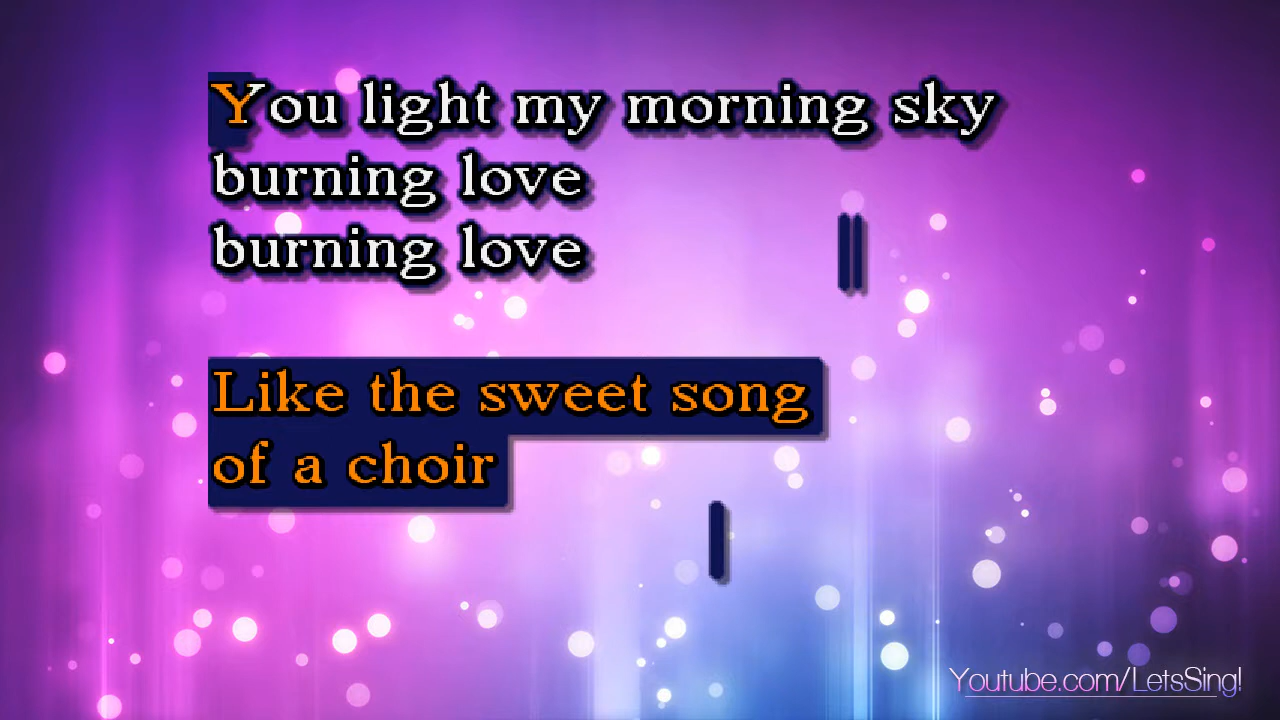 You light my morning sky
burning love
burning love
Like the sweet song
of a choir
Youtube.com/LetsSing!